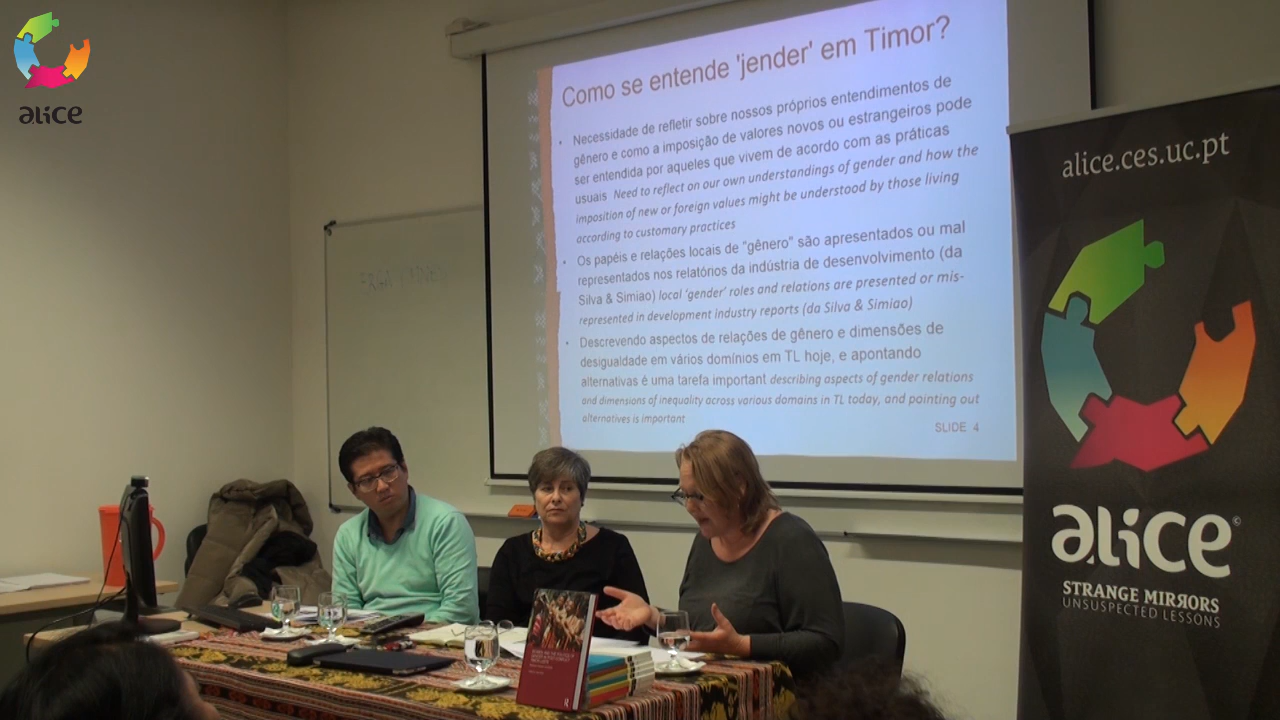 alice
Como se entende 'jender' em Timor?
• Necessidade de refletir sobre nossos próprios entendimentos de
gênero e como a imposição de valores novos ou estrangeiros pode
ser entendida por aqueles que vivem de acordo com as práticas
usuais Need to reflect on our own understandings of gender and how the
imposition of new or foreign values might be understood by those living
according to customary practices
• Os papéis e relações locais de "gênero" são apresentados ou mal
representados nos relatórios da indústria de desenvolvimento (da
Silva & Simiao) local 'gender' roles and relations are presented or mis-
represented in development industry reports (da Silva & Simiao)
• Descrevendo aspectos de relações de gênero e dimensões de
desigualdade em vários domínios em TL hoje, e apontando
alternativas é uma tarefa important describing aspects of gender relations
and dimensions of inequality across various domains in TL today, and pointing out
alternatives is important
SLIDE 4
alice.ces.uc.pt
alice©
STRANGE MIRRORS
UNSUSPECTED LESSONS